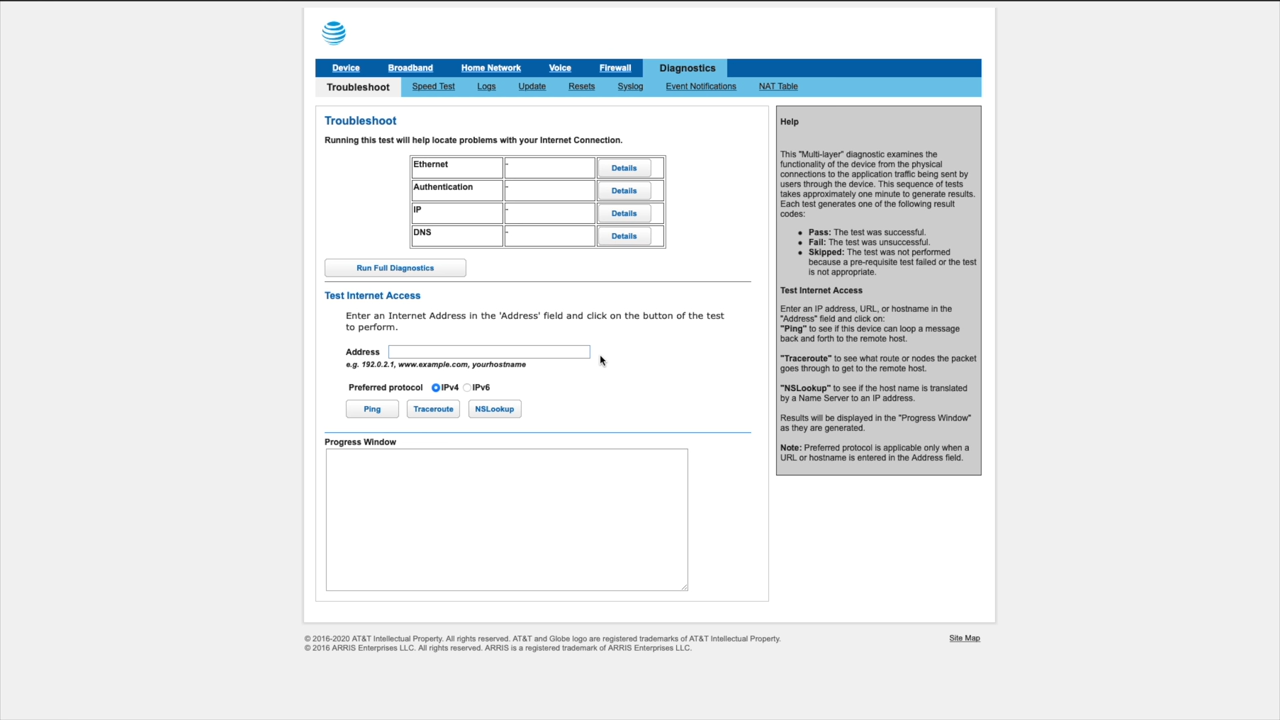 Device Broadband Home Network Voice Firewall Diagnostics
Troubleshoot Speed Test Logs Update Resets Syslog Event Notifications NAT Table
Troubleshoot
Running this test will help locate problems with your Internet Connection.
Ethernet - Details
Authentication - Details
IP - Details
DNS - Details
Run Full Diagnostics
Test Internet Access
Enter an Internet Address in the 'Address' field and click on the button of the test
to perform.
Address
e.g. 192.0.2.1, www.example.com, yourhostname
Preferred protocol IPv4 IPv6
Ping Traceroute NSLookup
Progress Window
Help
This "Multi-layer" diagnostic examines the
functionality of the device from the physical
connections to the application traffic being sent by
users through the device. This sequence of tests
takes approximately one minute to generate results.
Each test generates one of the following result
codes:
• Pass: The test was successful.
• Fail: The test was unsuccessful.
• Skipped: The test was not performed
because a pre-requisite test failed or the test
is not appropriate.
Test Internet Access
Enter an IP address, URL, or hostname in the
"Address" field and click on:
"Ping" to see if this device can loop a message
back and forth to the remote host.
"Traceroute" to see what route or nodes the packet
goes through to get to the remote host.
"NSLookup" to see if the host name is translated
by a Name Server to an IP address.
Results will be displayed in the "Progress Window"
as they are generated.
Note: Preferred protocol is applicable only when a
URL or hostname is entered in the Address field.
© 2016-2020 AT&T Intellectual Property. All rights reserved. AT&T and Globe logo are registered trademarks of AT&T Intellectual Property.
© 2016 ARRIS Enterprises LLC. All rights reserved. ARRIS is a registered trademark of ARRIS Enterprises LLC.
Site Map